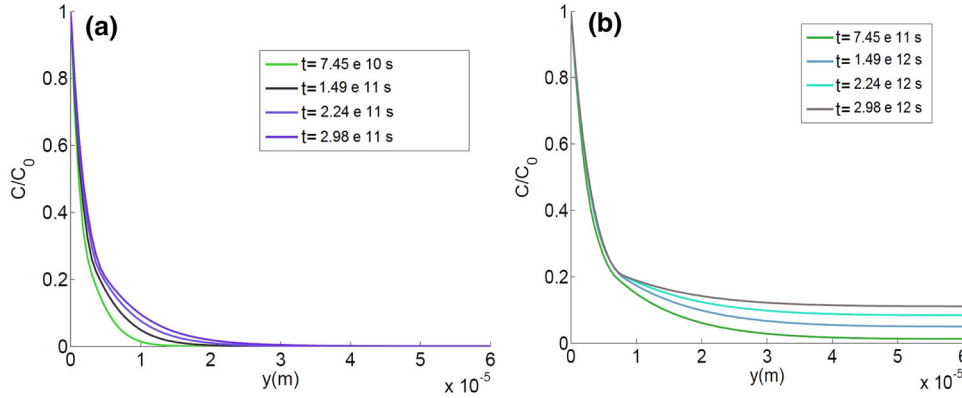 (a)
t= 7.45 e 10 s
t= 1.49 e 11 s
t= 2.24 e 11 s
t= 2.98 e 11 s
1
0.8
0.6
0.4
0.2
0
C/C0
0
1
2
3
4
5
6
y(m)
x 10-5
(b)
t= 7.45 e 11 s
t= 1.49 e 12 s
t= 2.24 e 12 s
t= 2.98 e 12 s
1
0.8
0.6
0.4
0.2
0
C/C0
0
1
2
3
4
5
6
y(m)
x 10-5